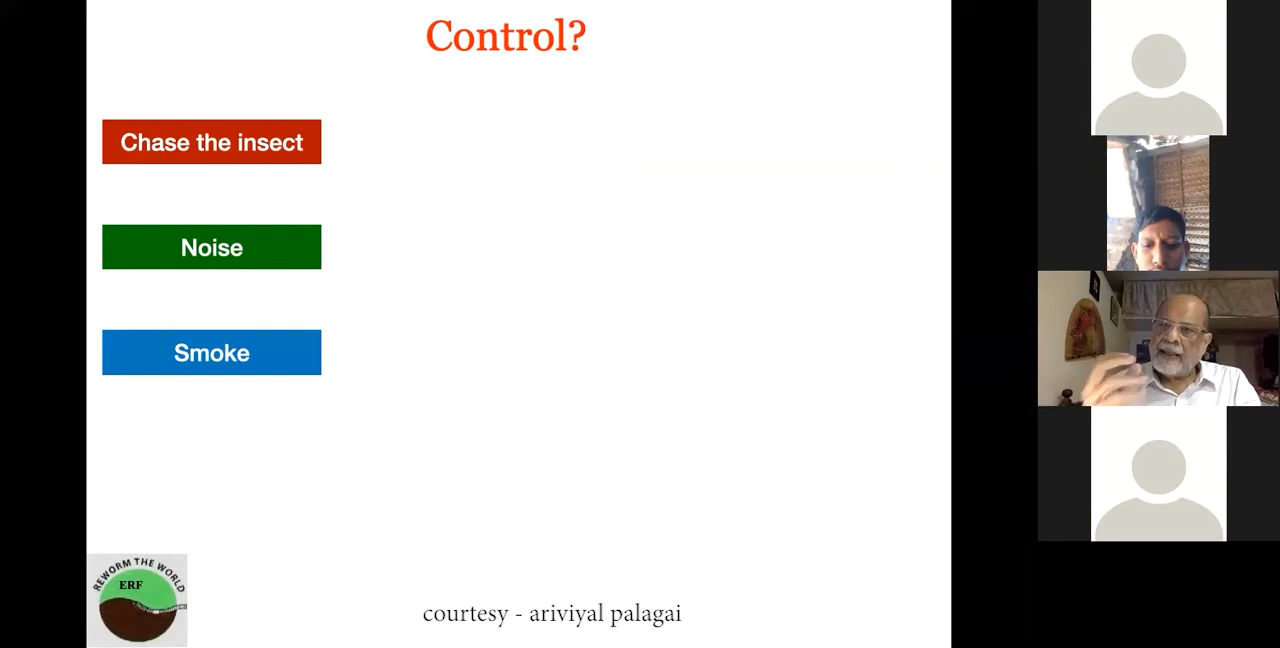 Control?
Chase the insect
Noise
Smoke
REWORM THE WORLD
ERF
courtesy - ariviyal palagai